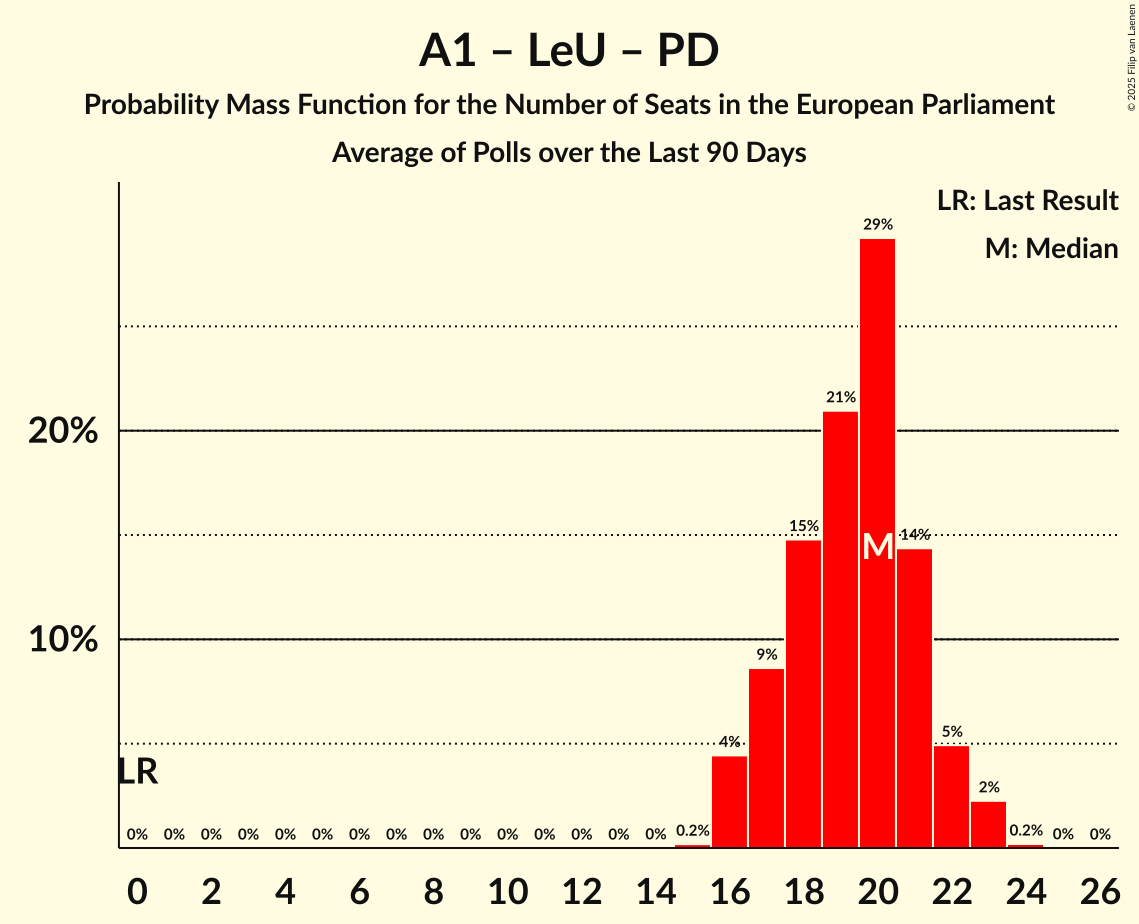 A1 – LeU – PD
Probability Mass Function for the Number of Seats in the European Parliament
Average of Polls over the Last 90 Days
© 2025 Filip van Laenen
LR: Last Result
M: Median
29%
21%
20%
15%
M
14%
10%
9%
5%
4%
LR
2%
0% 0% 0% 0% 0% 0% 0% 0% 0% 0% 0% 0% 0% 0% 0% 0.2% 0.2% 0% 0%
0 2 4 6 8 10 12 14 16 18 20 22 24 26